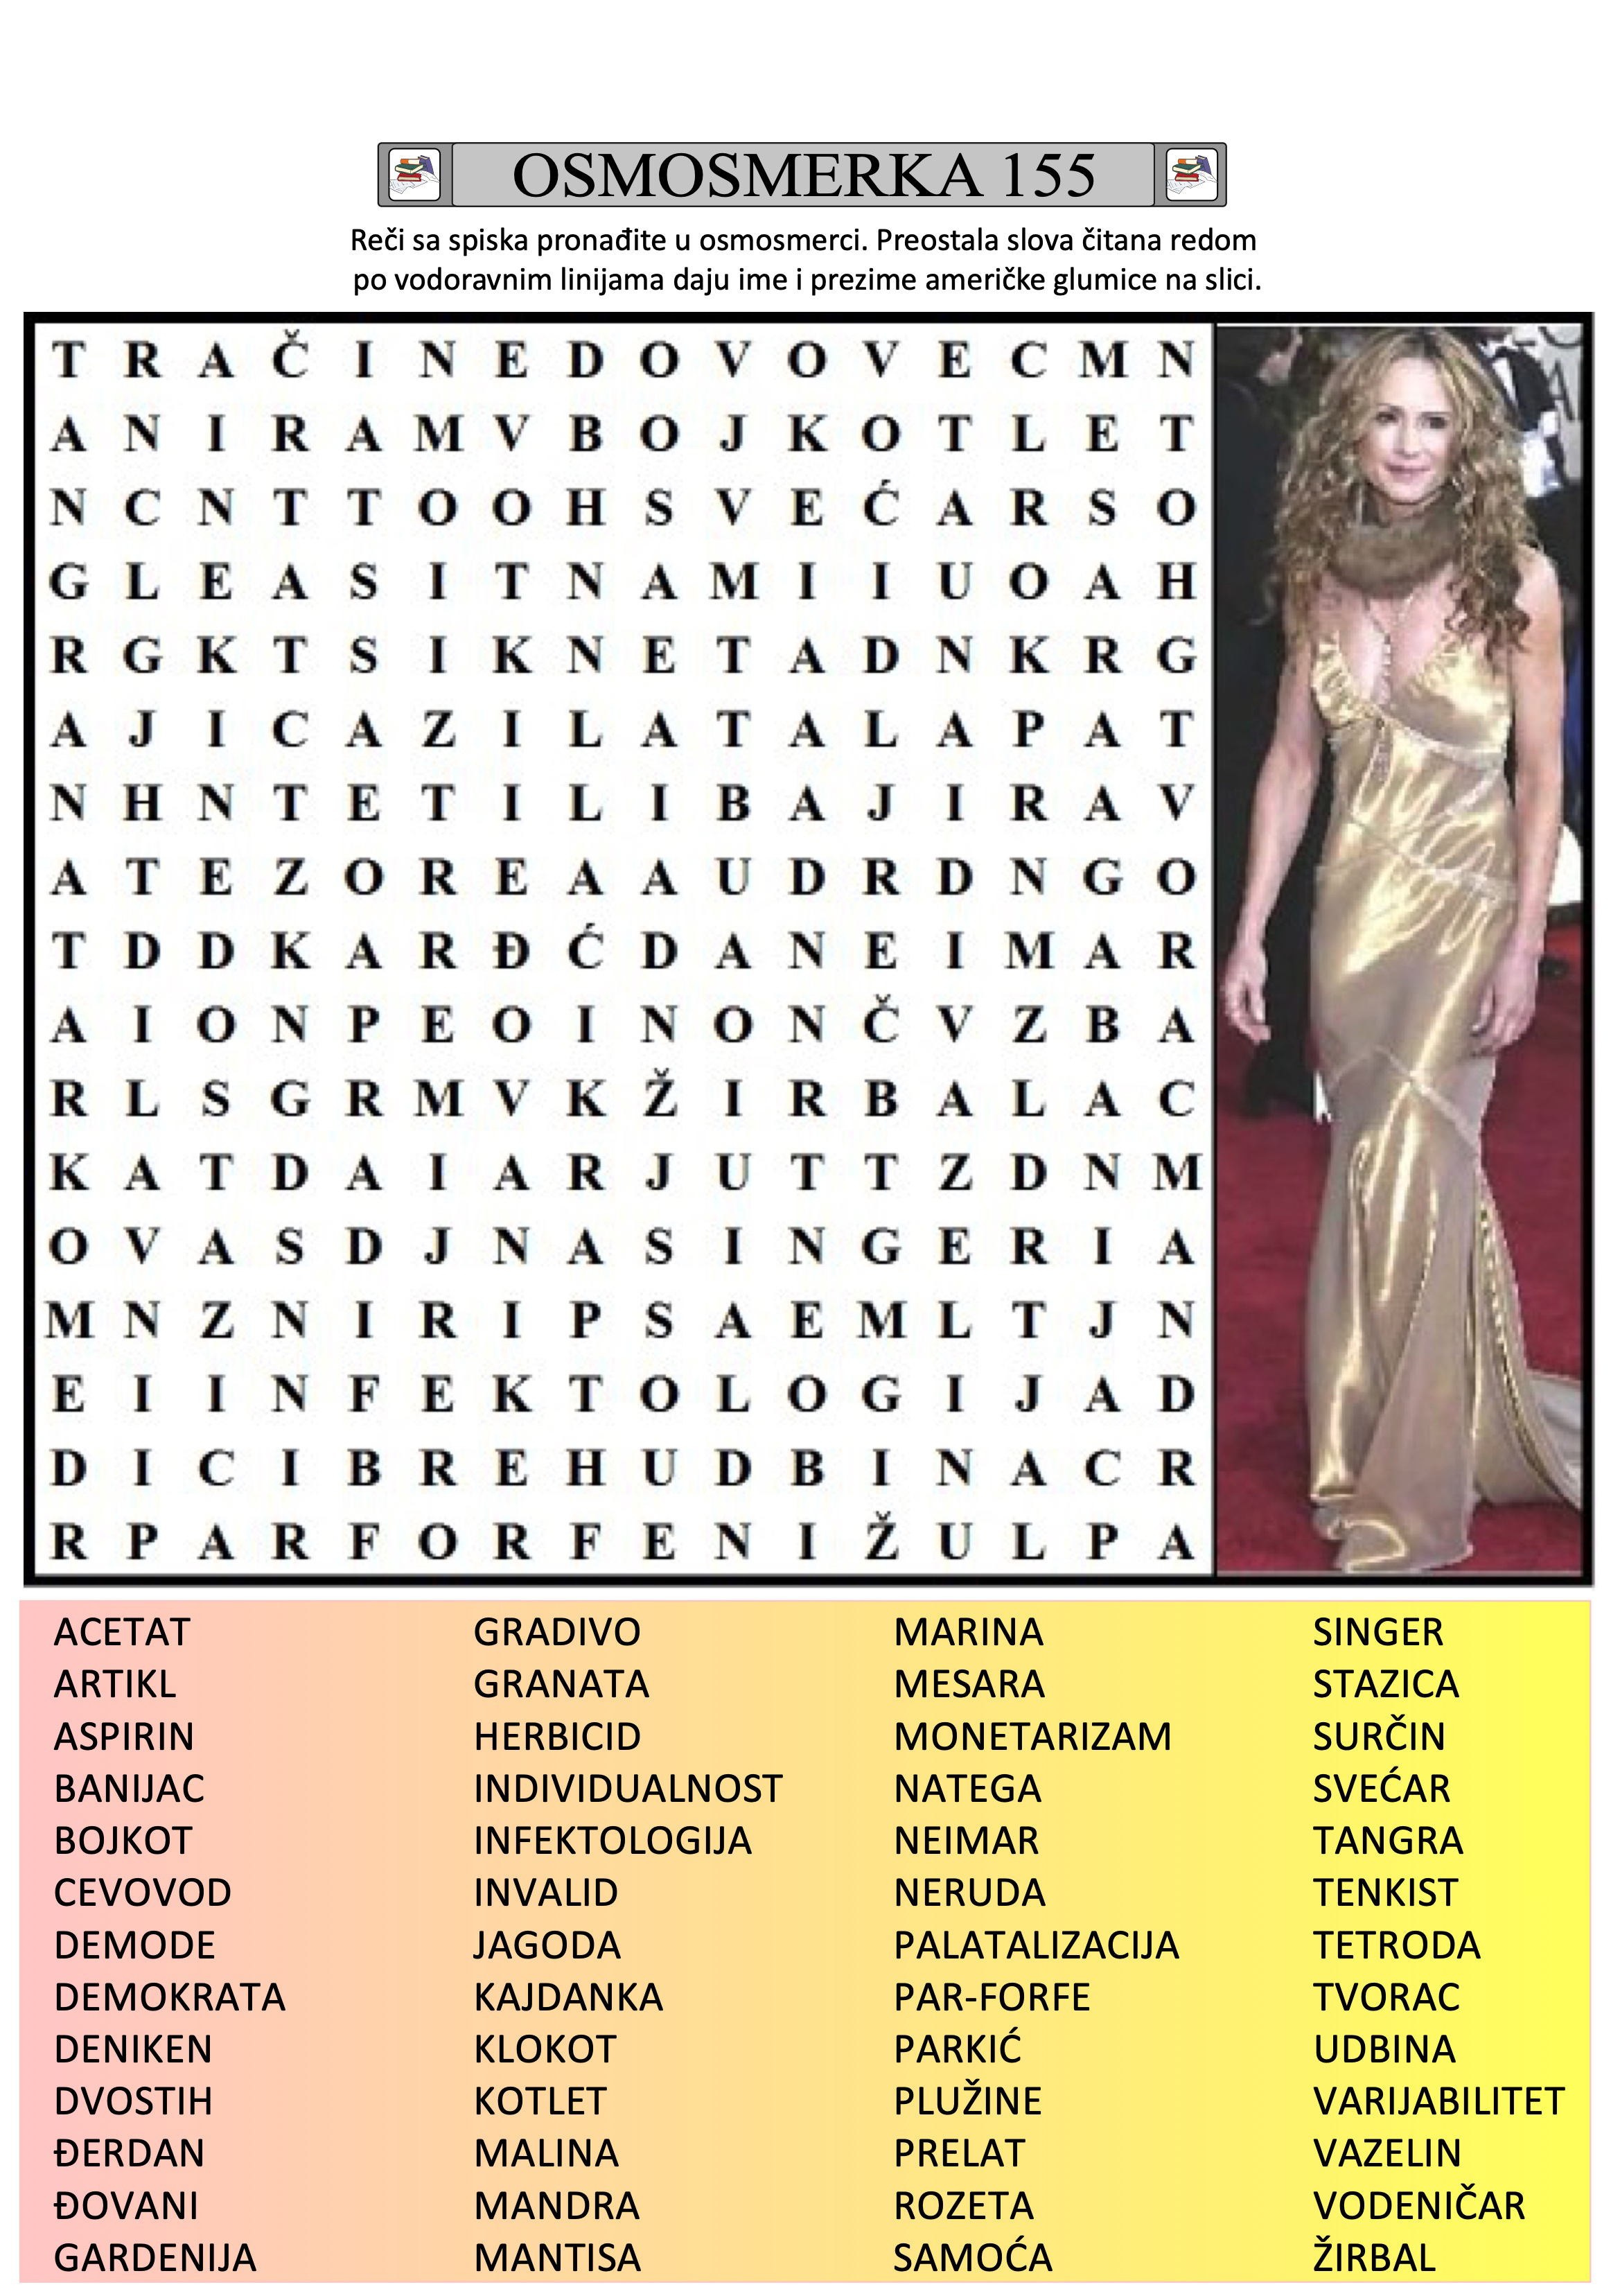 OSMOSMERKA 155
Reči sa spiska pronađite u osmosmerci. Preostala slova čitana redom
po vodoravnim linijama daju ime i prezime američke glumice na slici.
T R A Č I N E D O V O V E C M N
A N I R A M V B O J K O T L E T
N C N T T O O H S V E Ć A R S O
G L E A S I T N A M I I U O A H
R G K T S I K N E T A D N K R G
A J I C A Z I L A T A L A P A T
N H N T E T I L I B A J I R A V
A T E Z O R E A A U D R D N G O
T D D K A R Đ Ć D A N E I M A R
A I O N P E O I N O N Č V Z B A
R L S G R M V K Ž I R B A L A C
K A T D A I A R J U T T Z D N M
O V A S D J N A S I N G E R I A
M N Z N I R I P S A E M L T J N
E I I N F E K T O L O G I J A D
D I C I B R E H U D B I N A C R
R P A R F O R F E N I Ž U L P A
ACETAT GRADIVO MARINA SINGER
ARTIKL GRANATA MESARA STAZICA
ASPIRIN HERBICID MONETARIZAM SURČIN
BANIJAC INDIVIDUALNOST NATEGA SVEĆAR
BOJKOT INFEKTOLOGIJA NEIMAR TANGRA
CEVOVOD INVALID NERUDA TENKIST
DEMODE JAGODA PALATALIZACIJA TETRODA
DEMOKRATA KAJDANKA PAR-FORFE TVORAC
DENIKEN KLOKOT PARKIĆ UDBINA
DVOSTIH KOTLET PLUŽINE VARIJABILITET
ĐERDAN MALINA PRELAT VAZELIN
ĐOVANI MANDRA ROZETA VODENIČAR
GARDENIJA MANTISA SAMOĆA ŽIRBAL